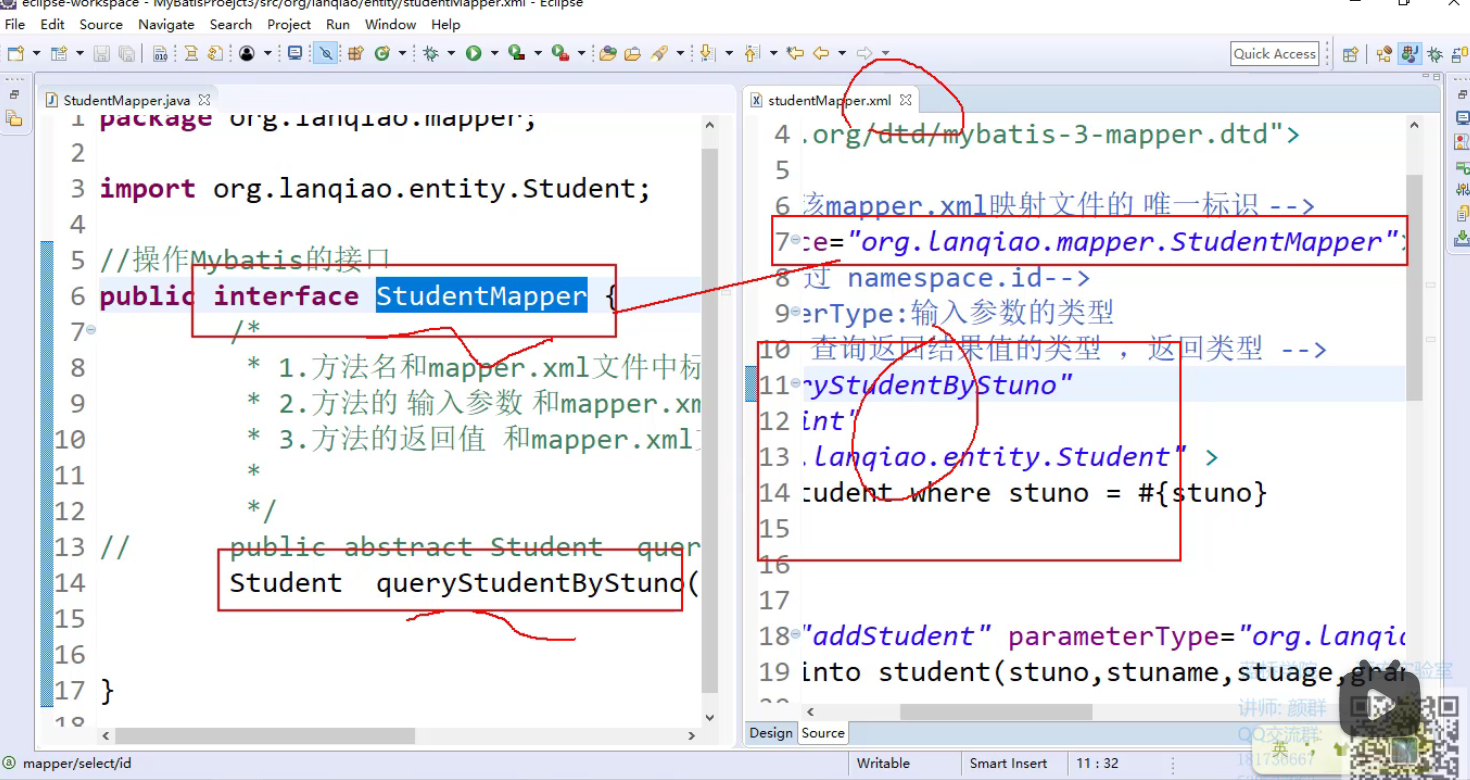 eclipse-workspace - MyBatisProejct3/src/org/lanqiao/entity/studentMapper.xml - Eclipse
File Edit Source Navigate Search Project Run Window Help
Quick Access
StudentMapper.java
1 package org.lanqiao.mapper;
2
3 import org.lanqiao.entity.Student;
4
5 //操作Mybatis的接口
6 public interface StudentMapper {
7 /*
8 * 1.方法名和mapper.xml文件中标
9 * 2.方法的 输入参数 和mapper.xm
10 * 3.方法的返回值 和mapper.xml
11 *
12 */
13 // public abstract Student quer
14 Student queryStudentByStuno(
15
16
17 }
18
studentMapper.xml
4 .org/dtd/mybatis-3-mapper.dtd">
5
6 该mapper.xml映射文件的 唯一标识 -->
7 ce="org.lanqiao.mapper.StudentMapper">
8 过 namespace.id-->
9 erType:输入参数的类型
10 查询返回结果值的类型 , 返回类型 -->
11 ryStudentByStuno"
12 int"
13 .lanqiao.entity.Student" >
14 tudent where stuno = #{stuno}
15
16
17
18 "addStudent" parameterType="org.lanqi
19 into student(stuno,stuname,stuage,gra
Design Source
讲师: 颜群
QQ交流群:
181736667
英
mapper/select/id
Writable
Smart Insert
11 : 32